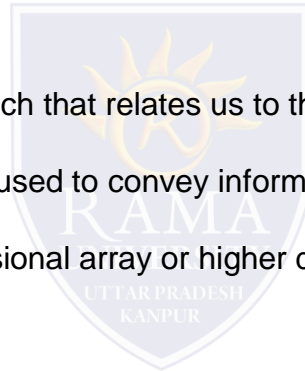 ch that relates us to th
used to convey inform
RAMA
UNIVERSITY
sional array or higher c
UTTAR PRADESH
KANPUR